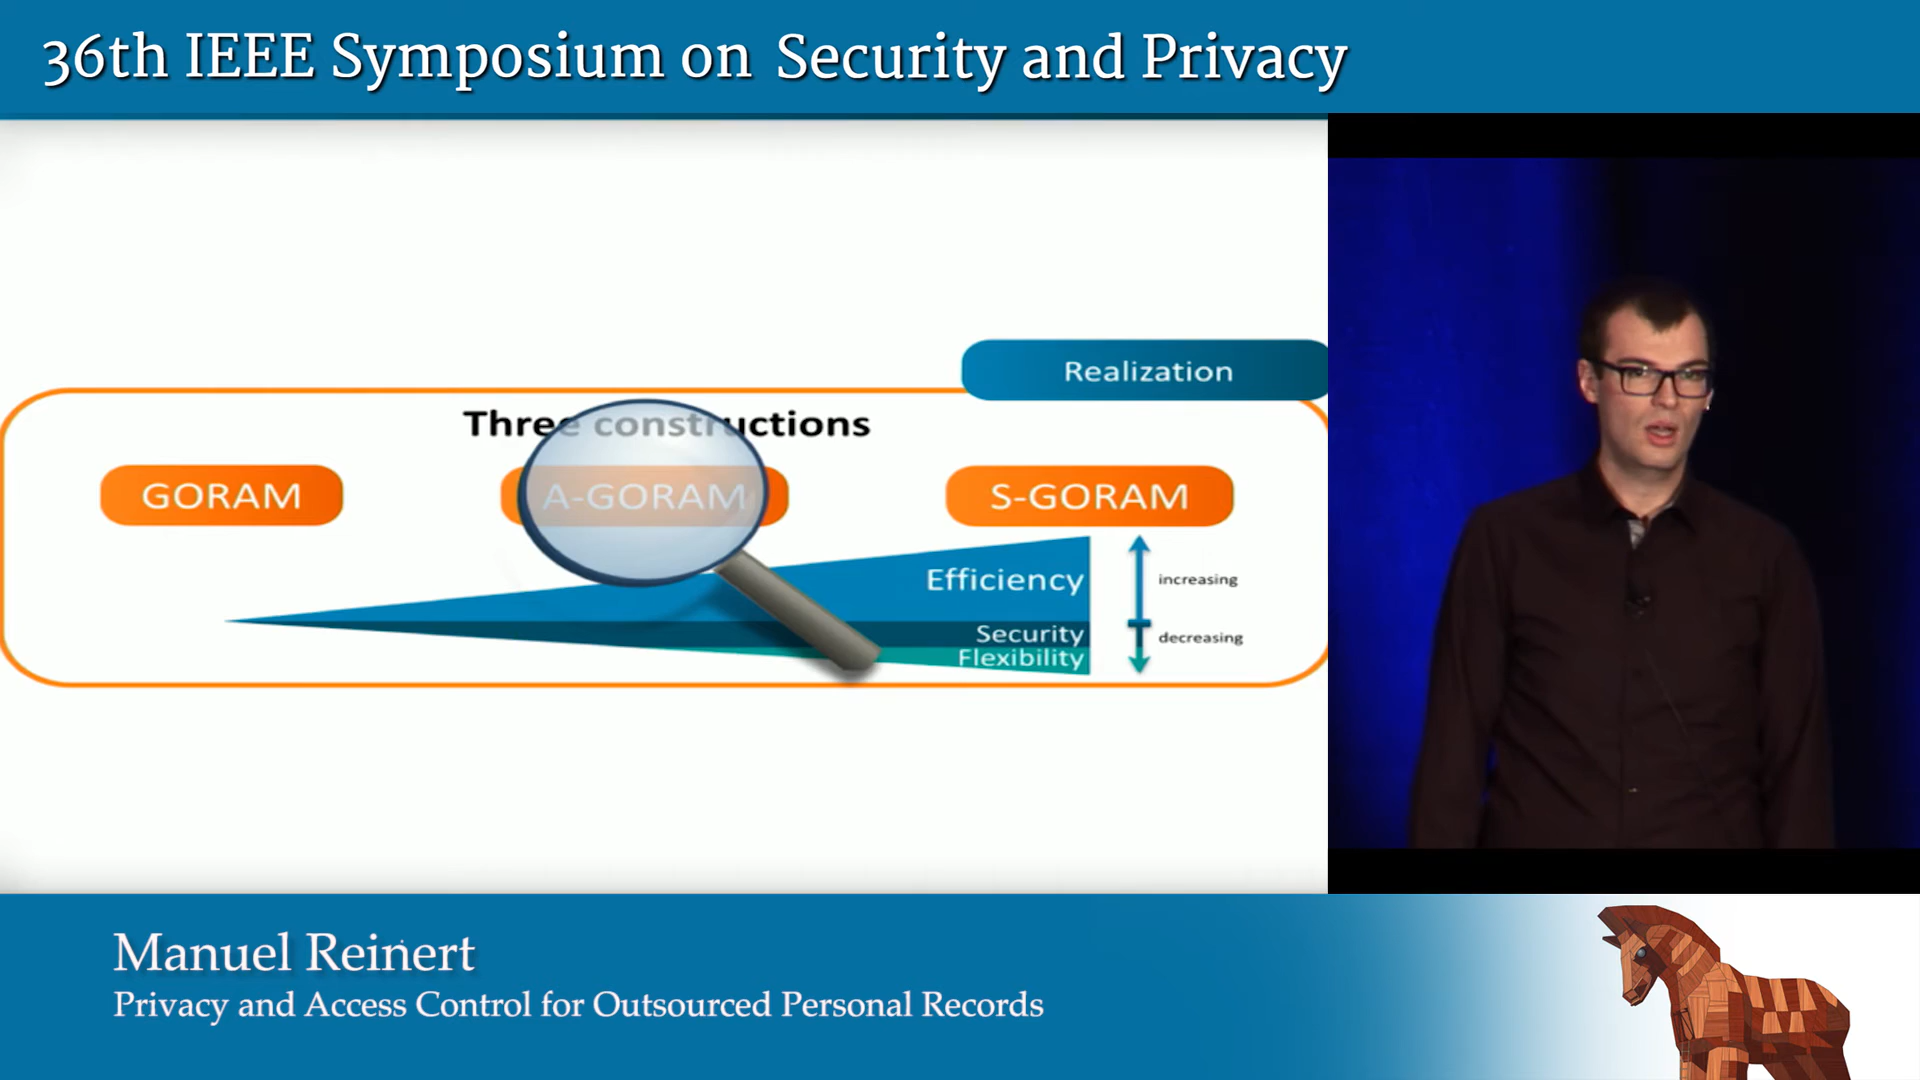 36th IEEE Symposium on Security and Privacy
Realization
Three constructions
GORAM
A-GORAM
S-GORAM
Efficiency
increasing
Security
decreasing
Flexibility
Manuel Reinert
Privacy and Access Control for Outsourced Personal Records